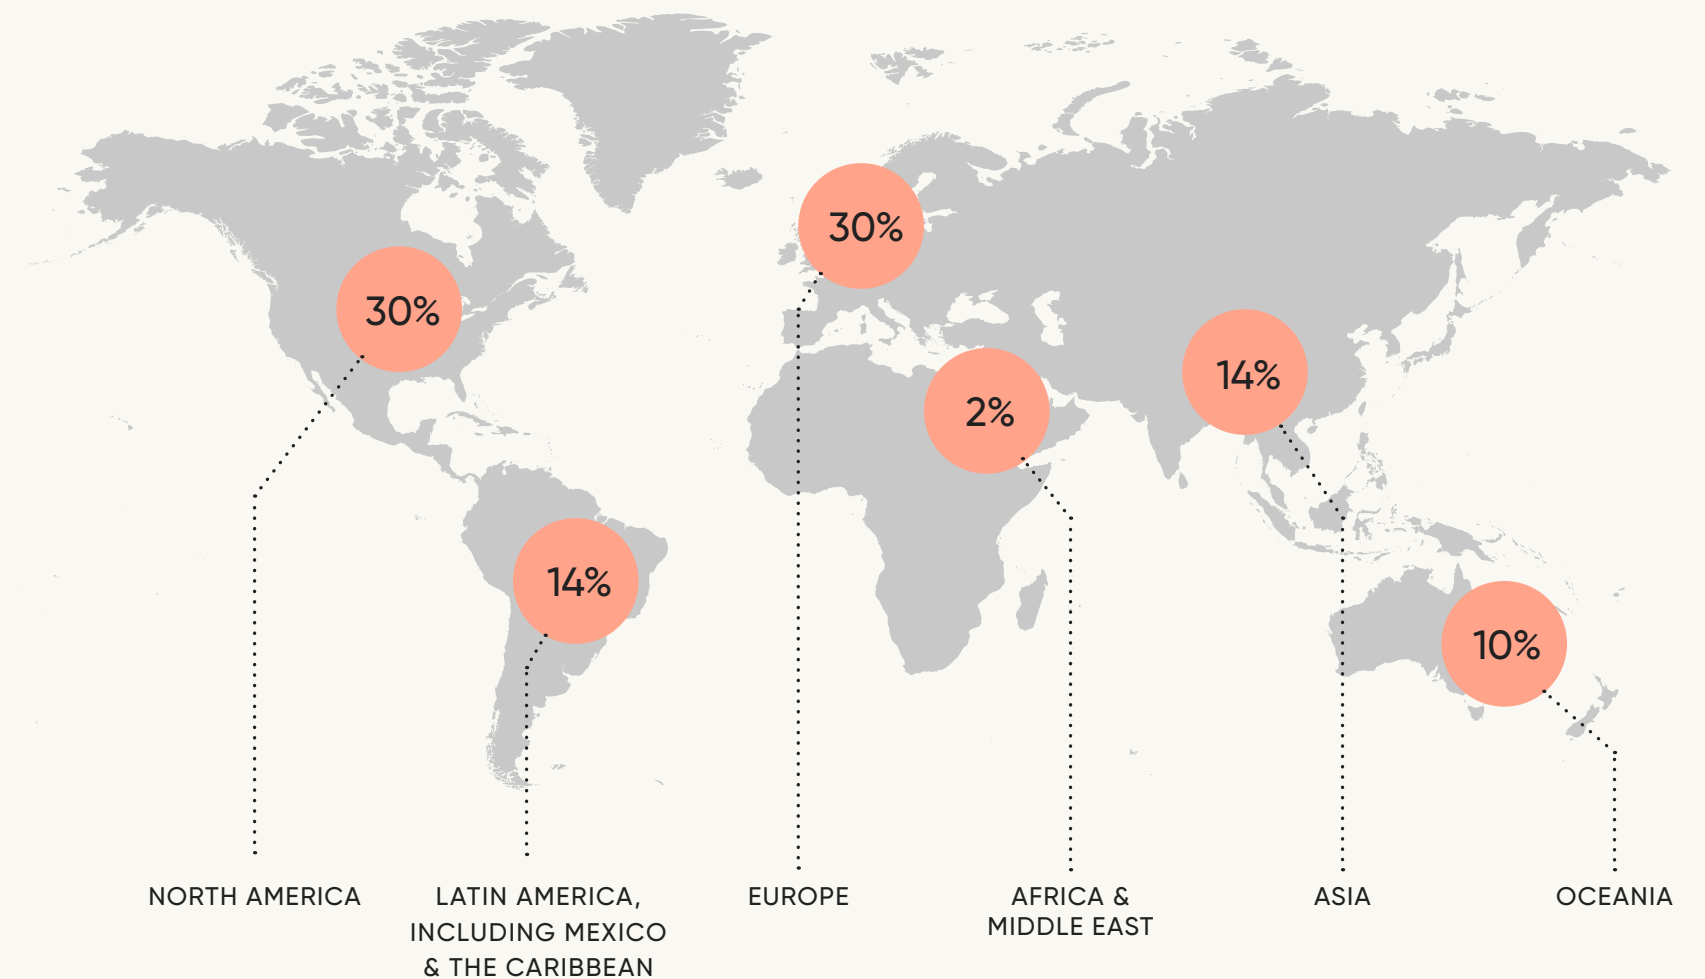 30%
30%
14%
2%
14%
10%
NORTH AMERICA
LATIN AMERICA,
INCLUDING MEXICO
& THE CARIBBEAN
EUROPE
AFRICA &
MIDDLE EAST
ASIA
OCEANIA